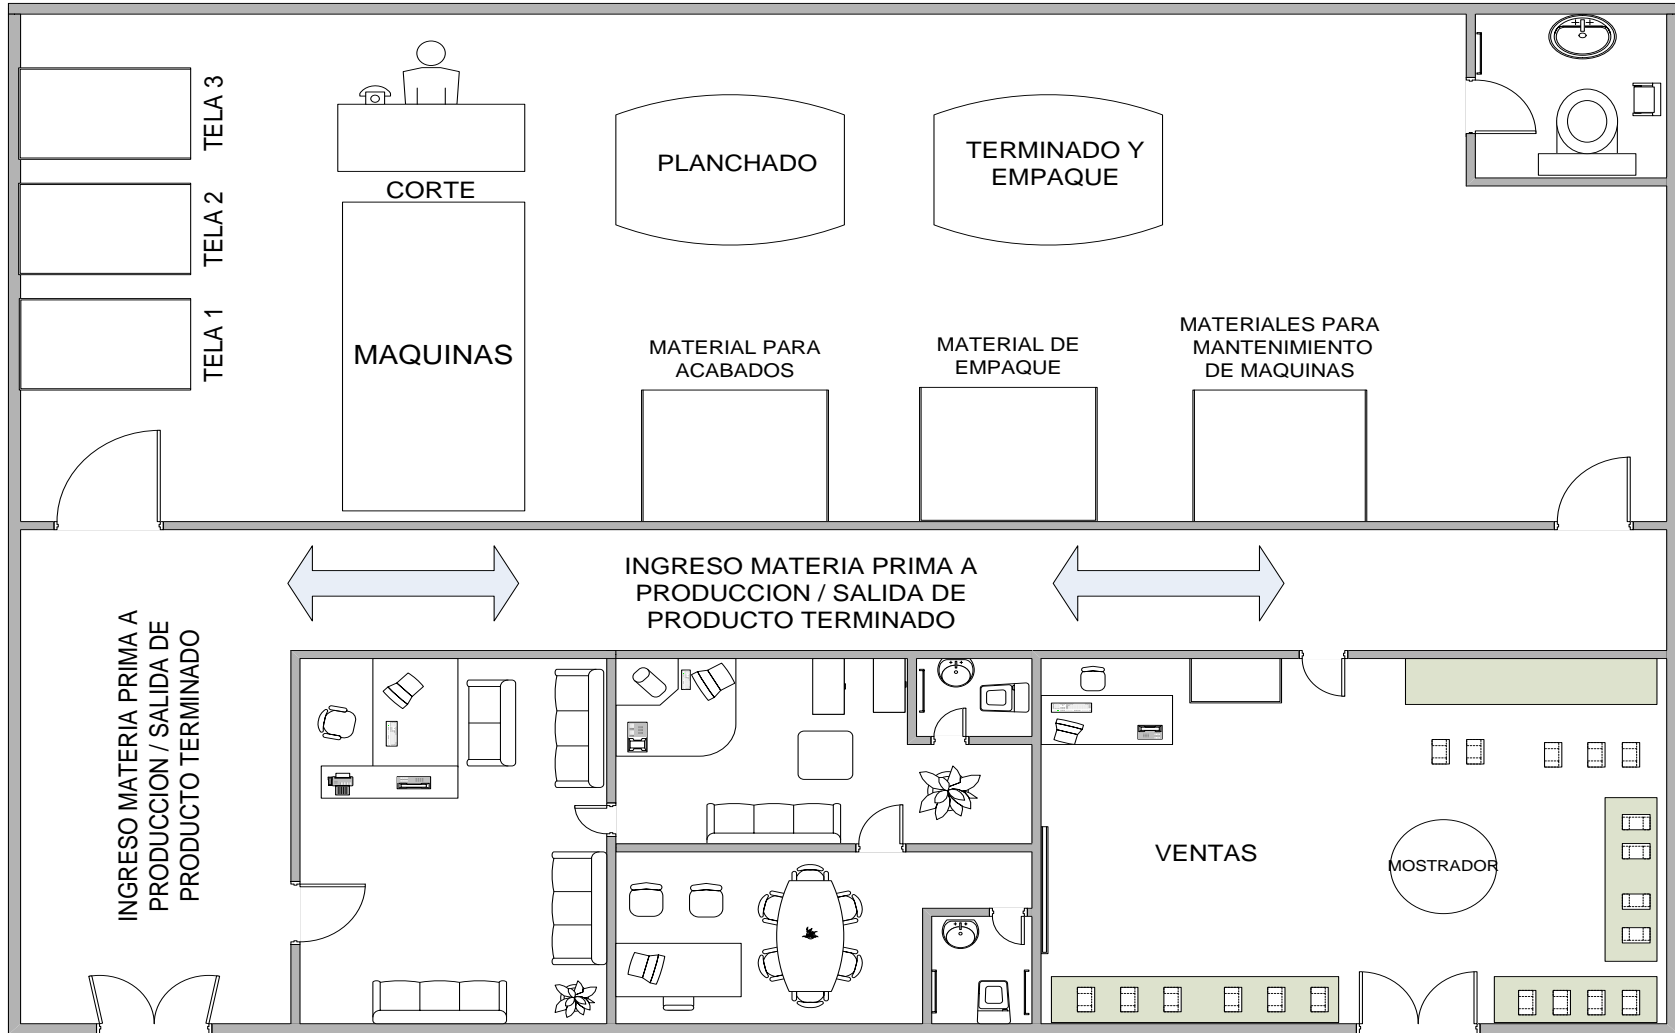 TELA 3
TELA 2
TELA 1
CORTE
MAQUINAS
PLANCHADO
TERMINADO Y
EMPAQUE
MATERIAL PARA
ACABADOS
MATERIAL DE
EMPAQUE
MATERIALES PARA
MANTENIMIENTO
DE MAQUINAS
INGRESO MATERIA PRIMA A
PRODUCCION / SALIDA DE
PRODUCTO TERMINADO
INGRESO MATERIA PRIMA A
PRODUCCION / SALIDA DE
PRODUCTO TERMINADO
VENTAS
MOSTRADOR